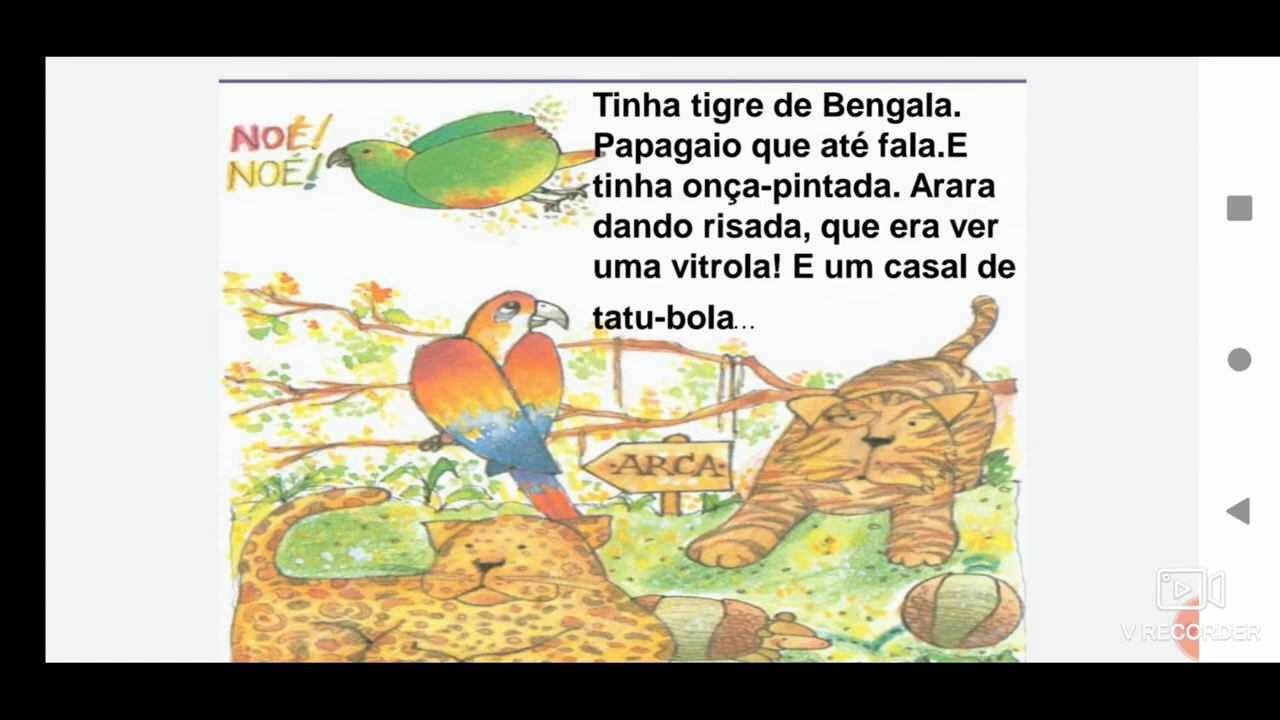 NOÉ!
NOÉ!
Tinha tigre de Bengala.
Papagaio que até fala.E
tinha onça-pintada. Arara
dando risada, que era ver
uma vitrola! E um casal de
tatu-bola...
·ARCA·
V RECORDER